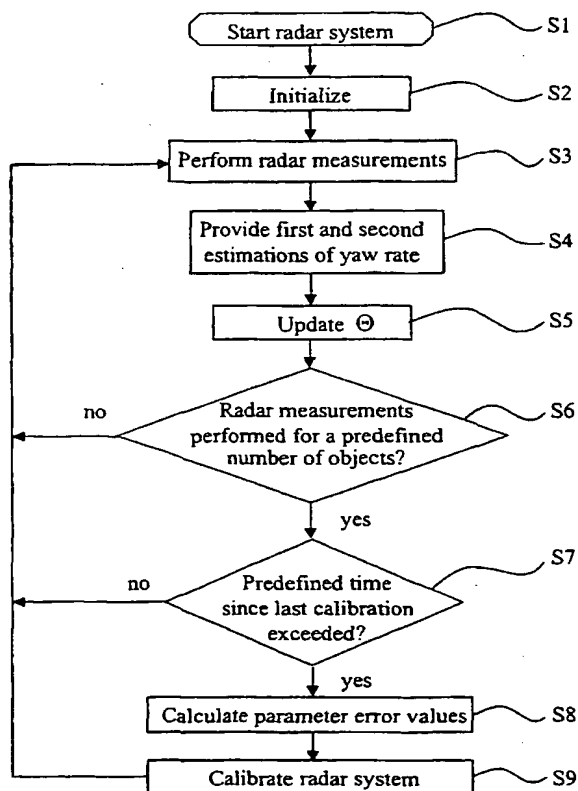 Start radar system
S1
Initialize
S2
Perform radar measurements
S3
Provide first and second
estimations of yaw rate
S4
Update Θ
S5
Radar measurements
performed for a predefined
number of objects?
S6
no
yes
Predefined time
since last calibration
exceeded?
S7
no
yes
Calculate parameter error values
S8
Calibrate radar system
S9